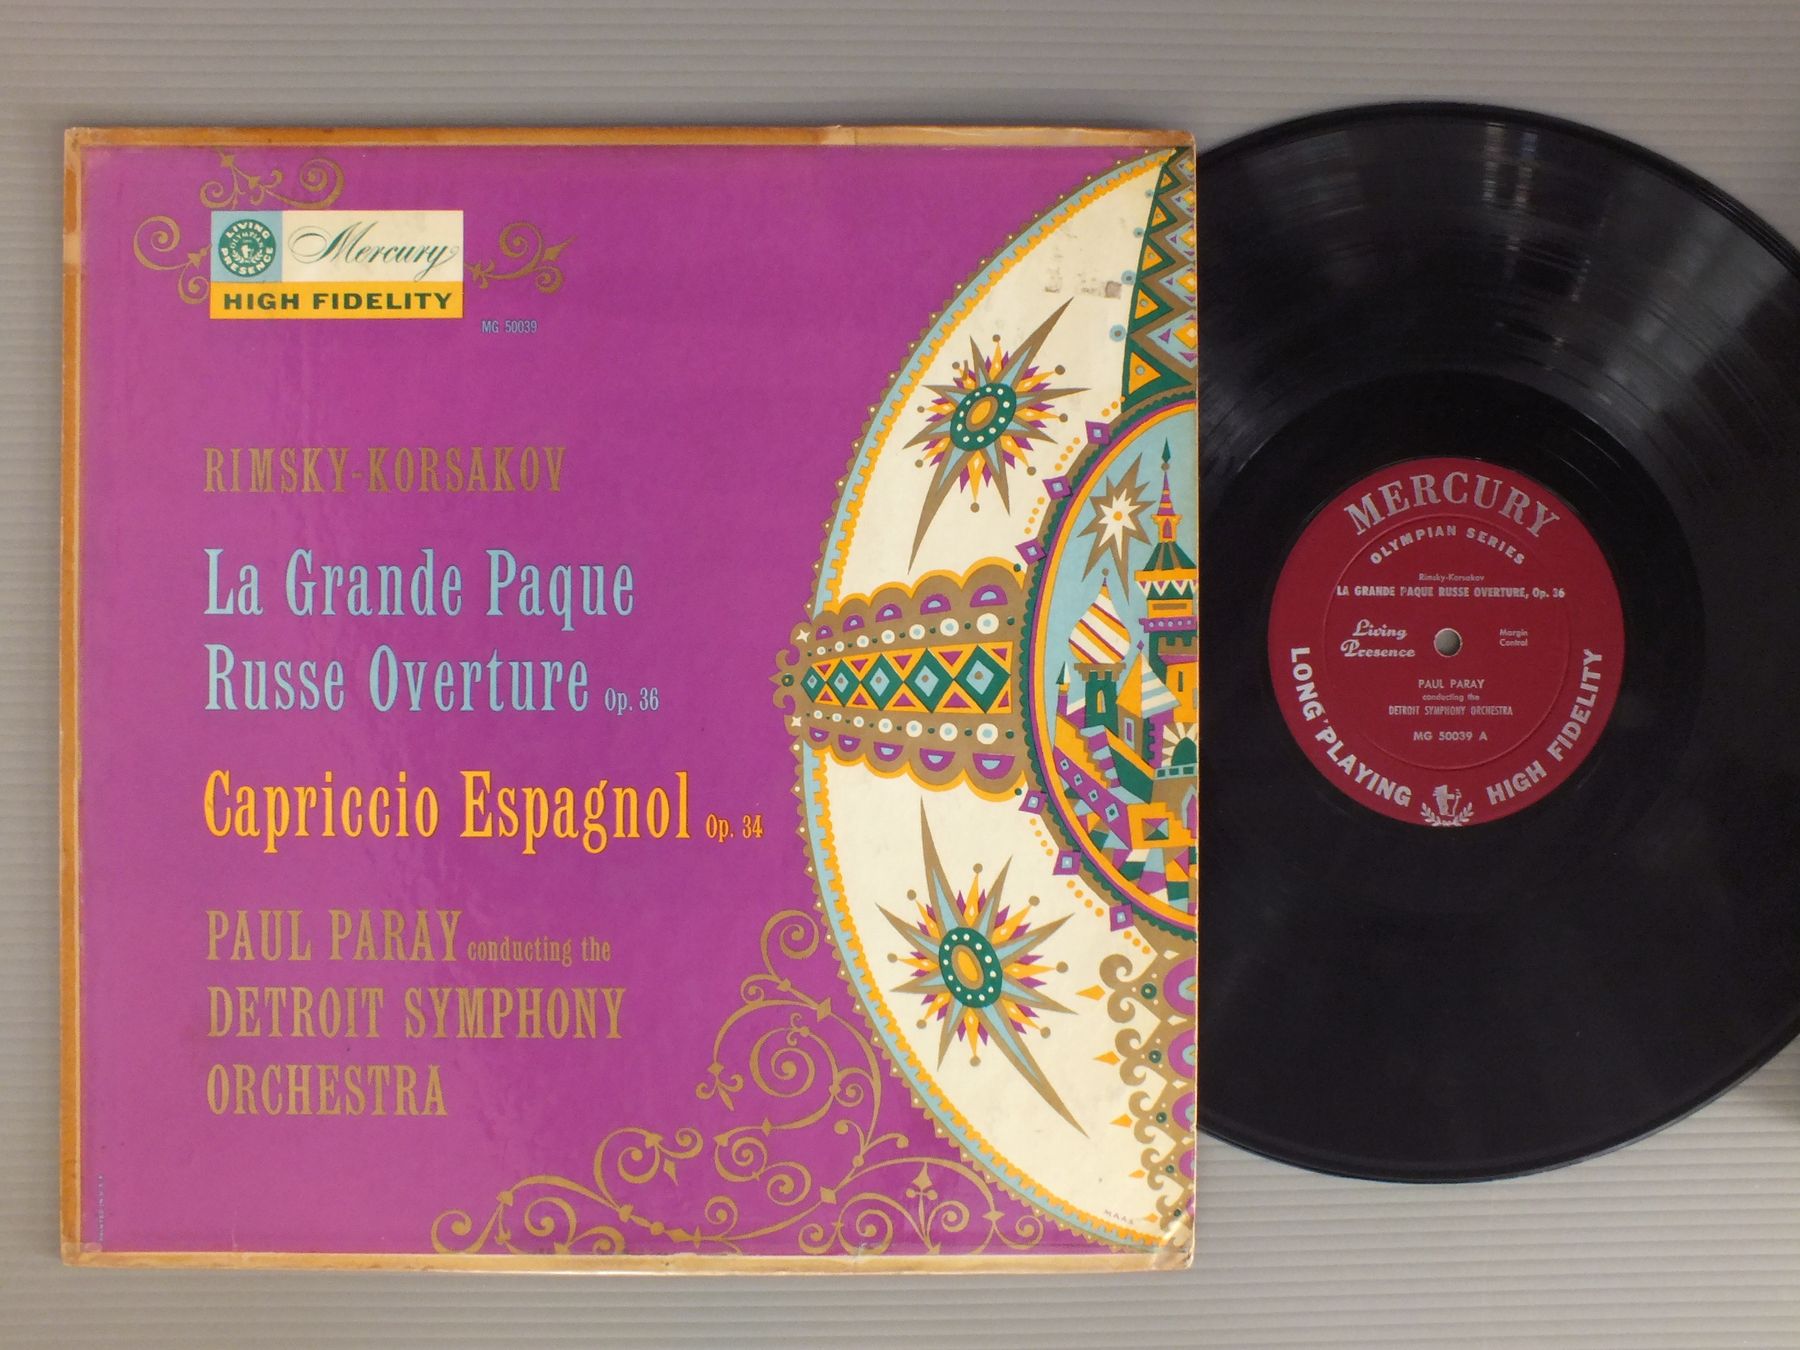 LIVING
OLYMPIAN
PRESENCE
Mercury
HIGH FIDELITY
MG 50039
RIMSKY-KORSAKOV
La Grande Paque
Russe Overture Op. 36
Capriccio Espagnol Op. 34
PAUL PARAY conducting the
DETROIT SYMPHONY
ORCHESTRA
MAAS
MERCURY
OLYMPIAN SERIES
Rimsky-Korsakov
LA GRANDE PAQUE RUSSE OVERTURE, Op. 36
Living
Presence
Margin
Control
PAUL PARAY
conducting the
DETROIT SYMPHONY ORCHESTRA
MG 50039 A
LONG PLAYING
HIGH FIDELITY